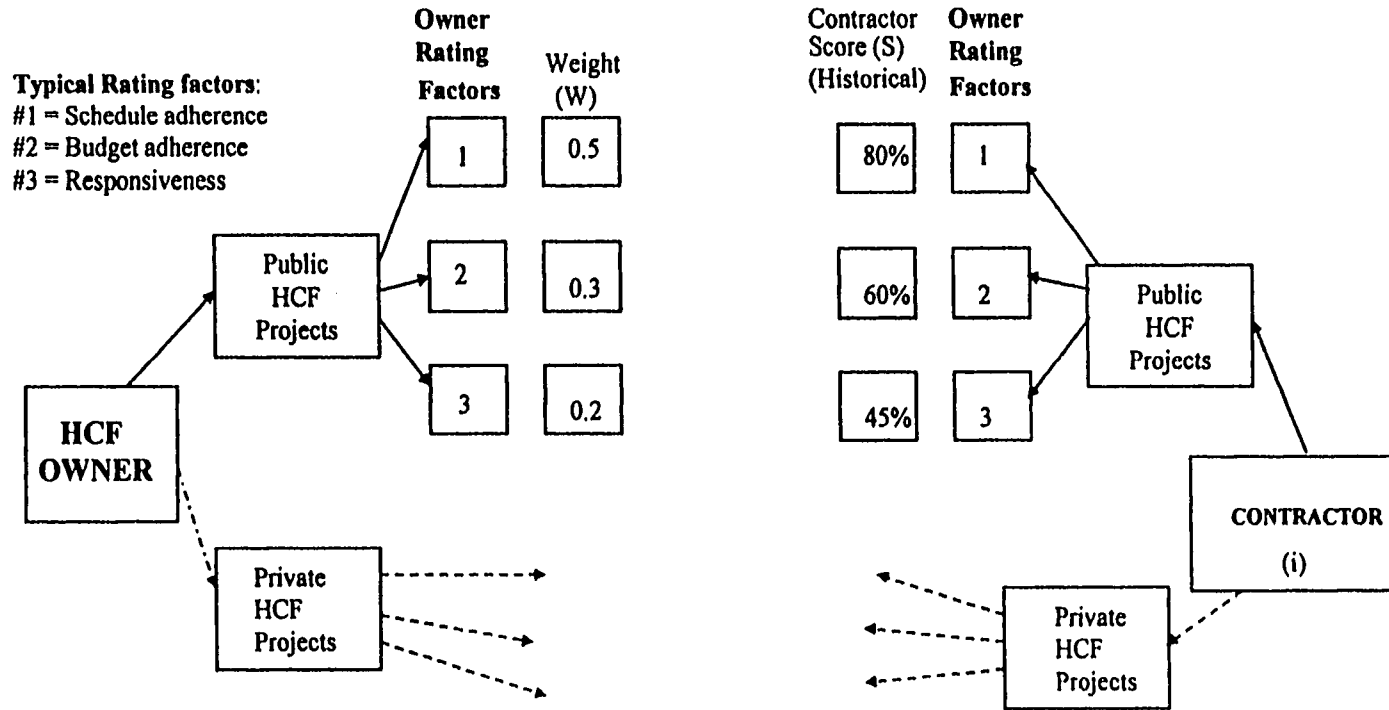 Typical Rating factors:
#1 = Schedule adherence
#2 = Budget adherence
#3 = Responsiveness
Owner
Rating
Factors
Weight
(W)
1
0.5
2
0.3
3
0.2
Public
HCF
Projects
HCF
OWNER
Private
HCF
Projects
Contractor
Score (S)
(Historical)
Owner
Rating
Factors
80%
1
60%
2
45%
3
Public
HCF
Projects
CONTRACTOR
(i)
Private
HCF
Projects